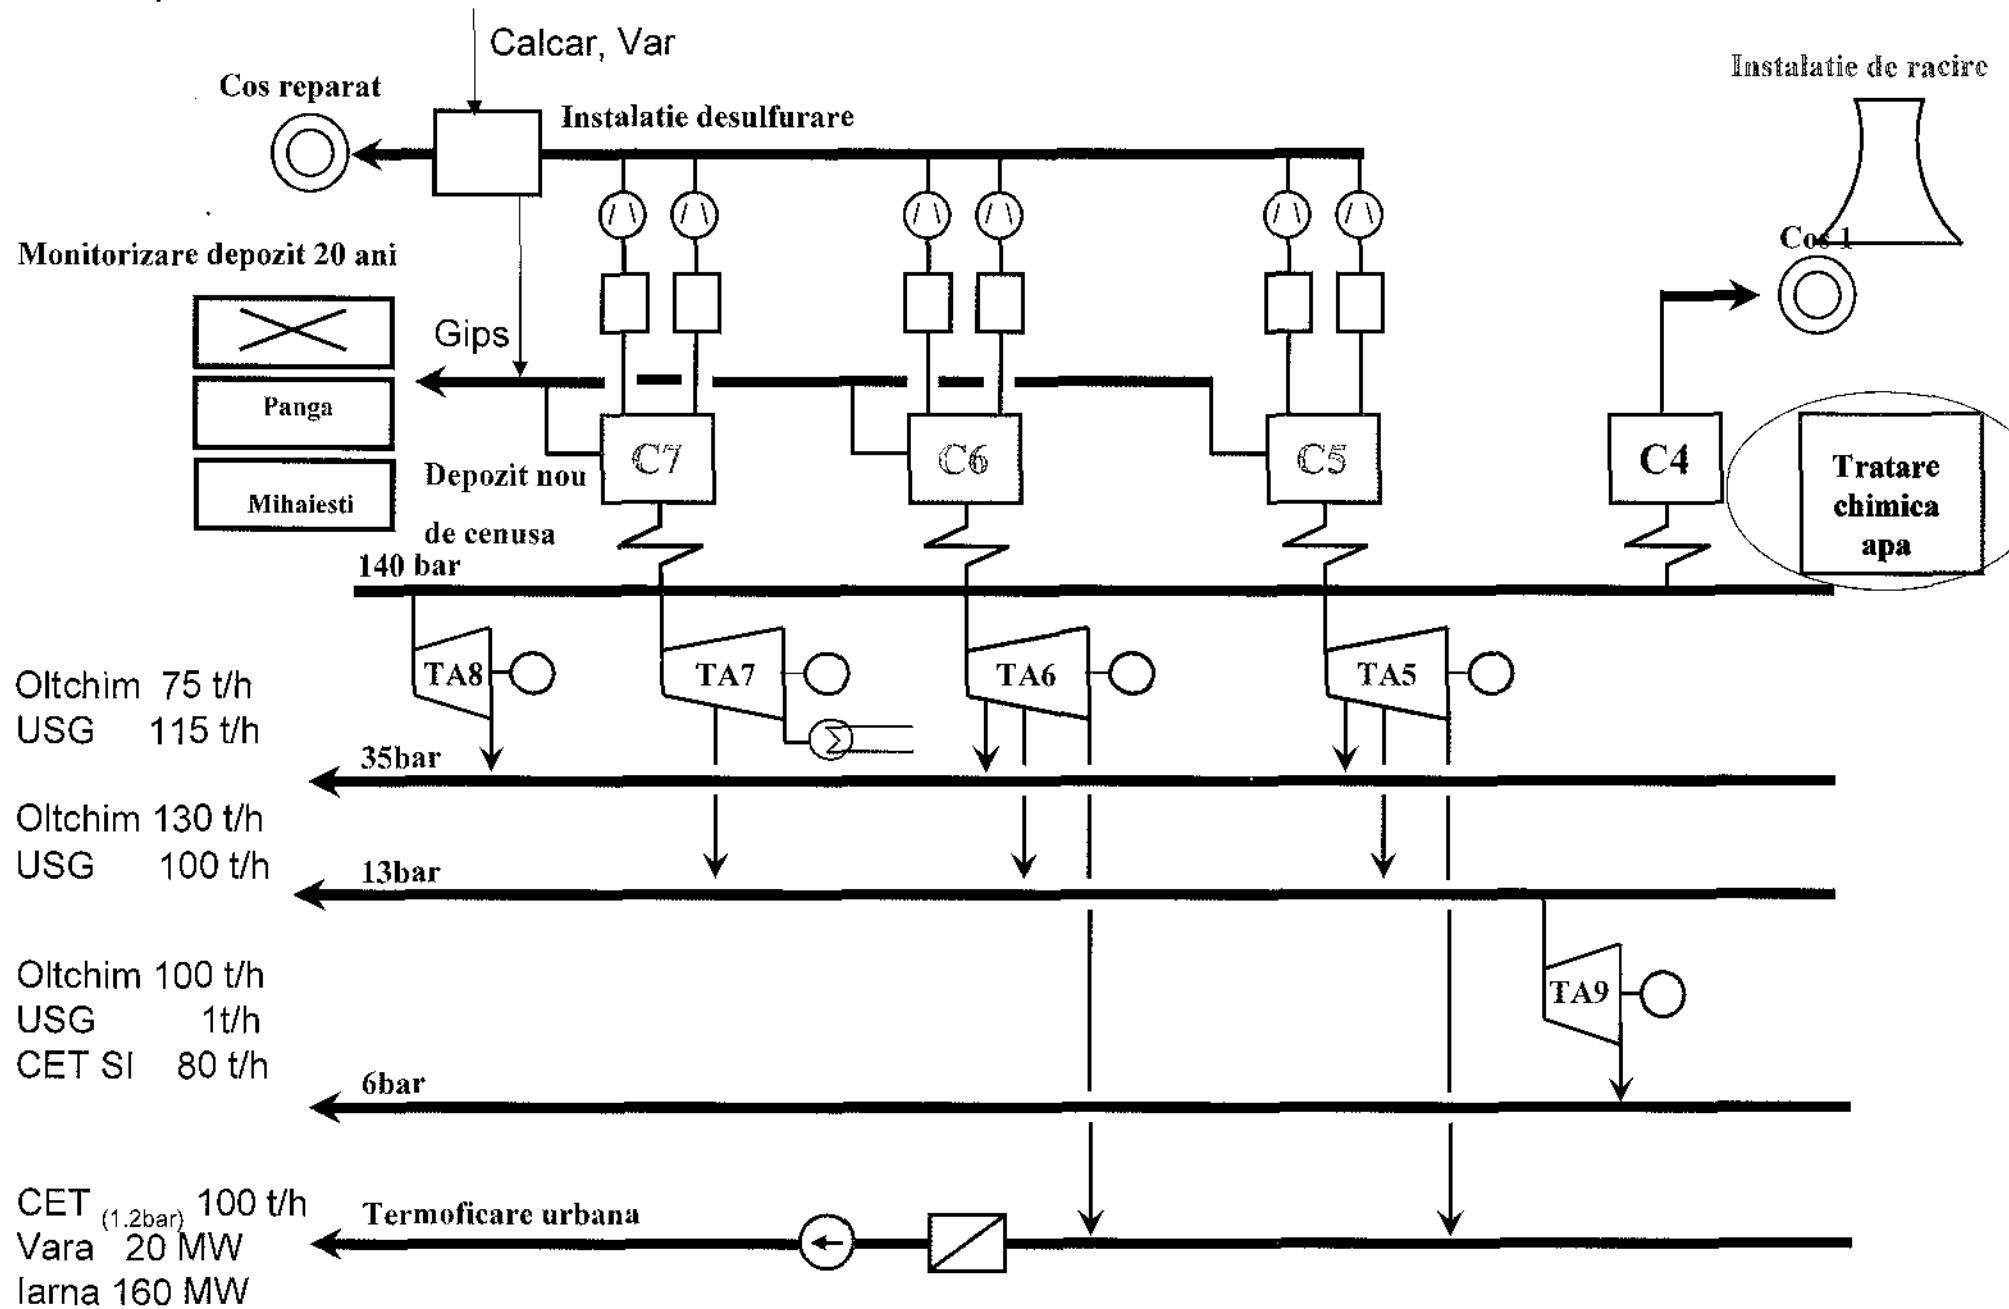 Calcar, Var
Cos reparat
Instalatie desulfurare
Instalatie de racire
Monitorizare depozit 20 ani
Cos 1
Gips
Panga
Mihaiesti
Depozit nou
de cenusa
C7
C6
C5
C4
Tratare
chimica
apa
140 bar
TA8
TA7
TA6
TA5
Oltchim 75 t/h
USG 115 t/h
35bar
Oltchim 130 t/h
USG 100 t/h
13bar
TA9
Oltchim 100 t/h
USG 1t/h
CET SI 80 t/h
6bar
CET (1.2bar) 100 t/h
Vara 20 MW
Iarna 160 MW
Termoficare urbana